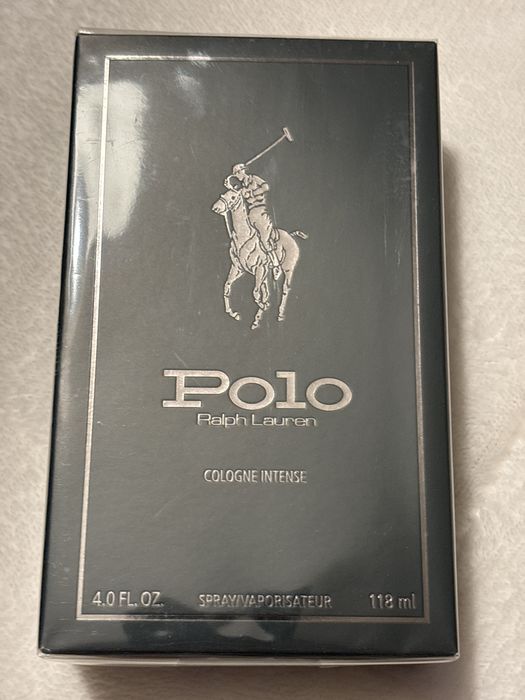 Polo
Ralph Lauren
COLOGNE INTENSE
4.0 FL. OZ. SPRAY/VAPORISATEUR 118 ml